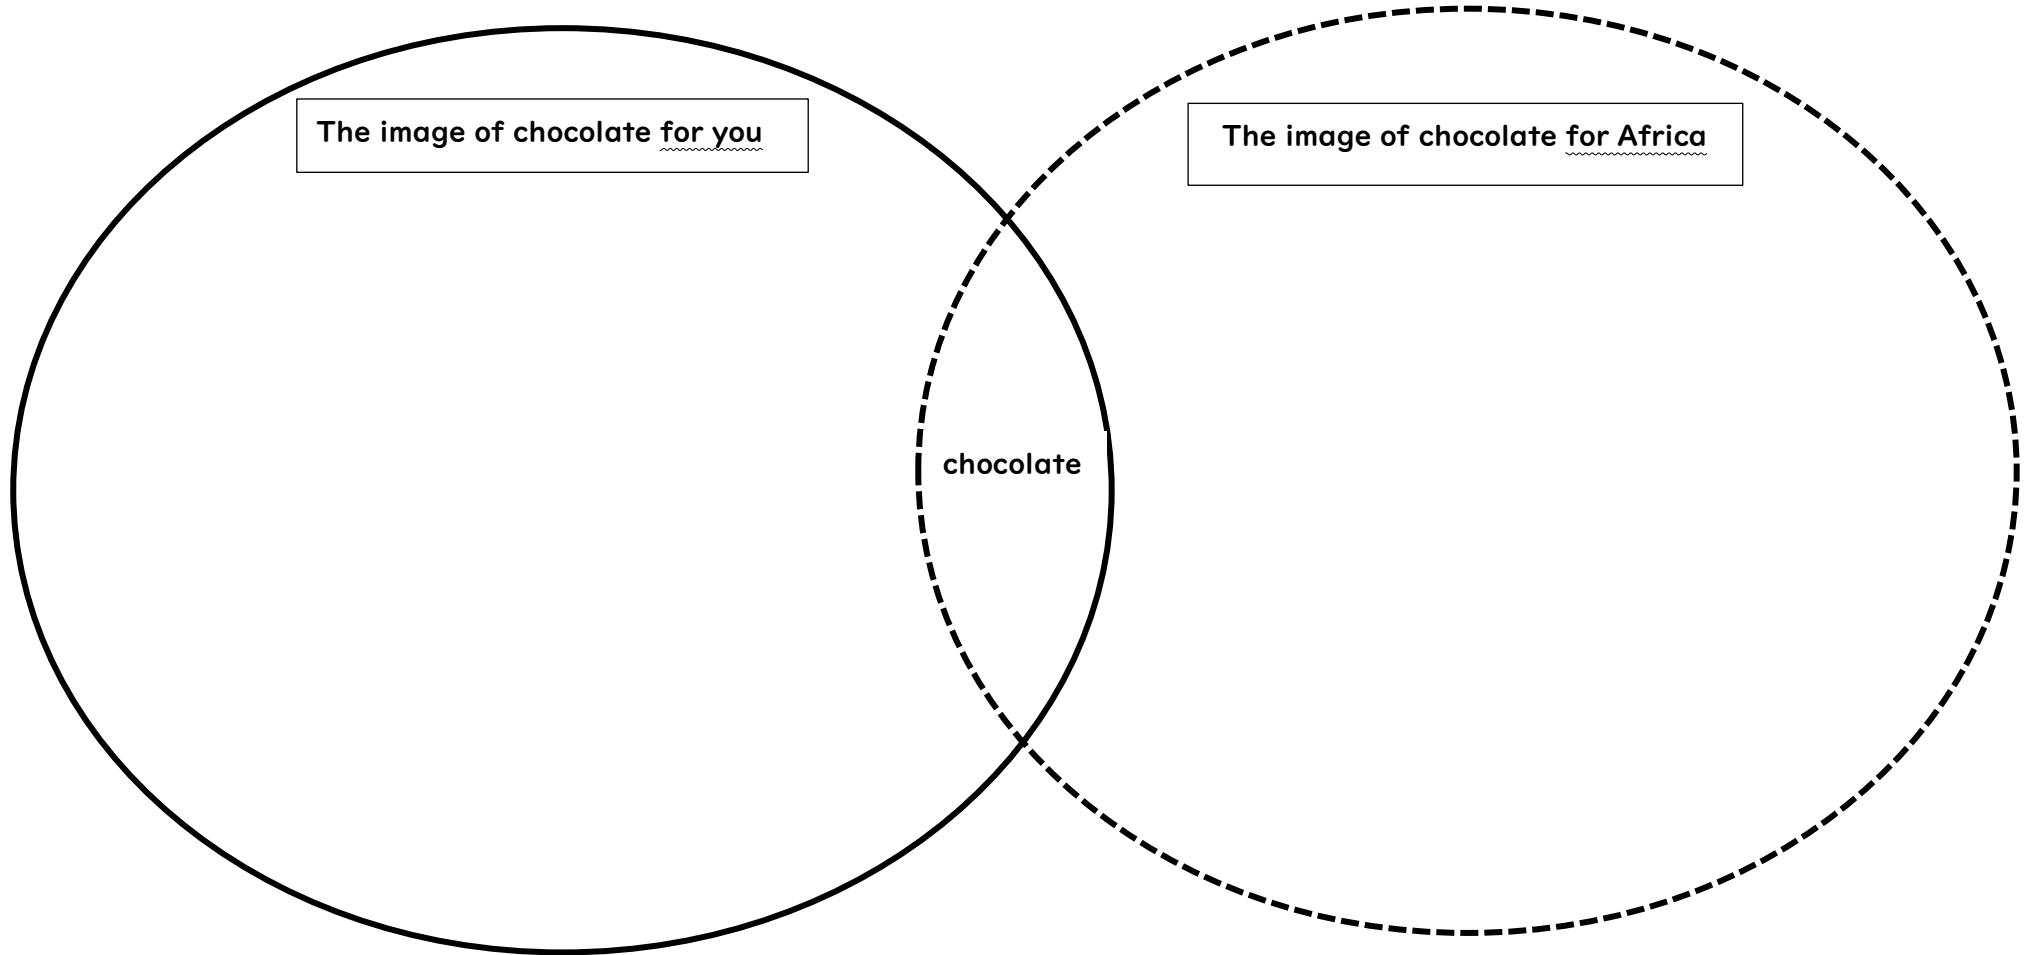 The image of chocolate for you
The image of chocolate for Africa
chocolate